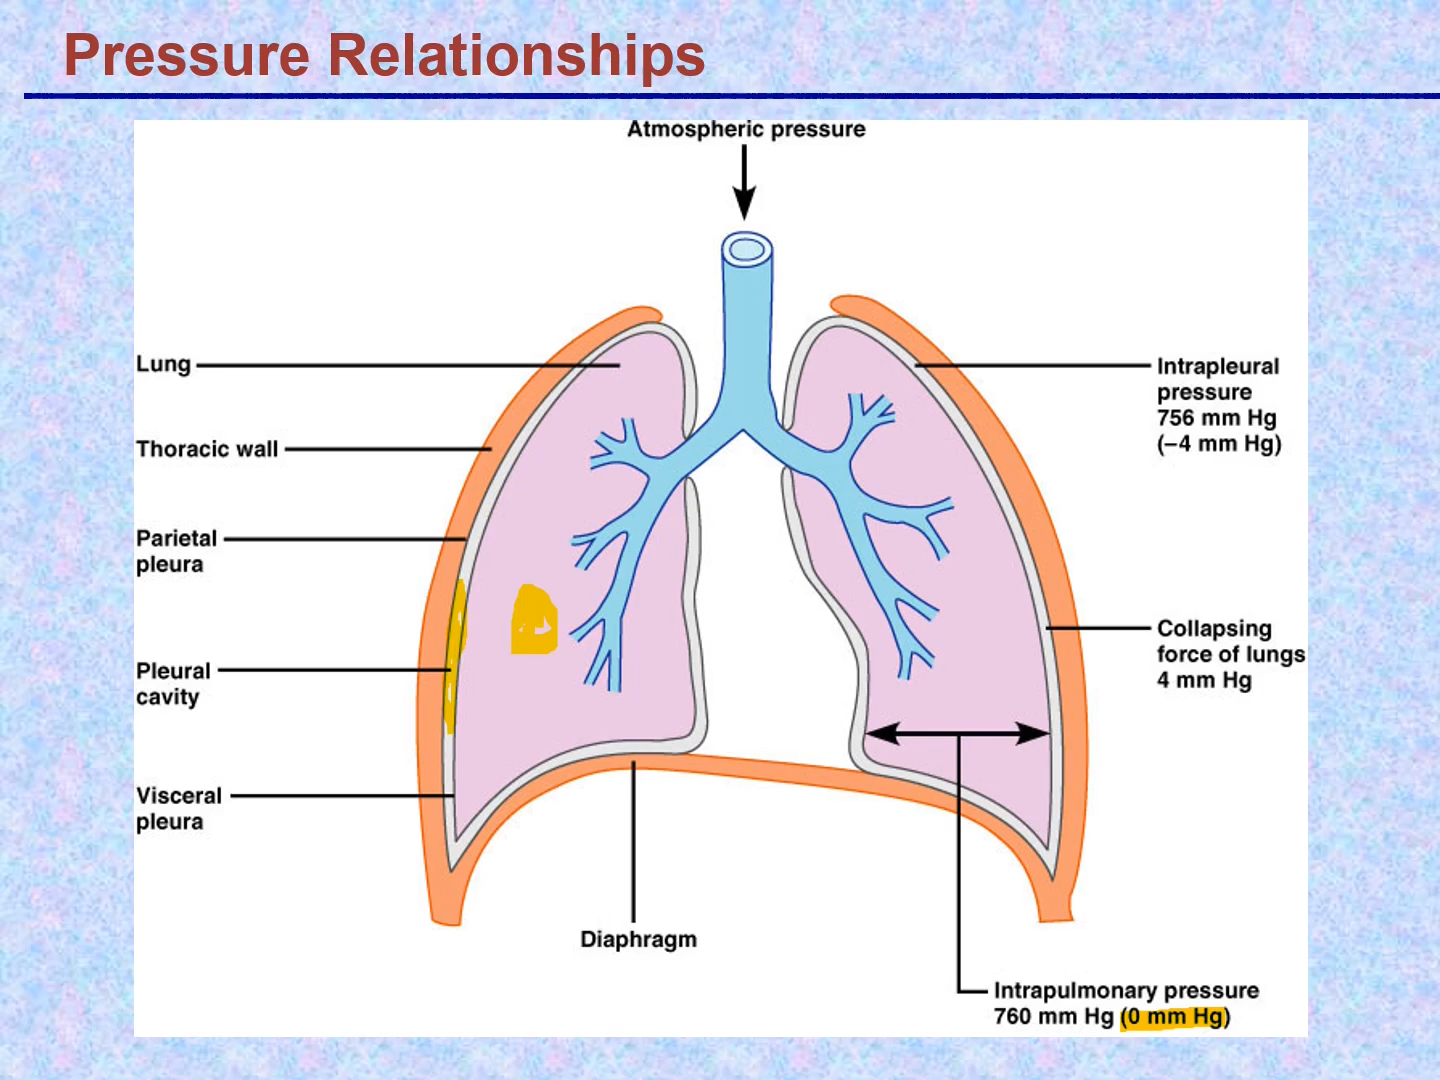 Pressure Relationships
Atmospheric pressure
Lung
Thoracic wall
Parietal
pleura
Pleural
cavity
Visceral
pleura
Diaphragm
Intrapleural
pressure
756 mm Hg
(–4 mm Hg)
Collapsing
force of lungs
4 mm Hg
Intrapulmonary pressure
760 mm Hg (0 mm Hg)